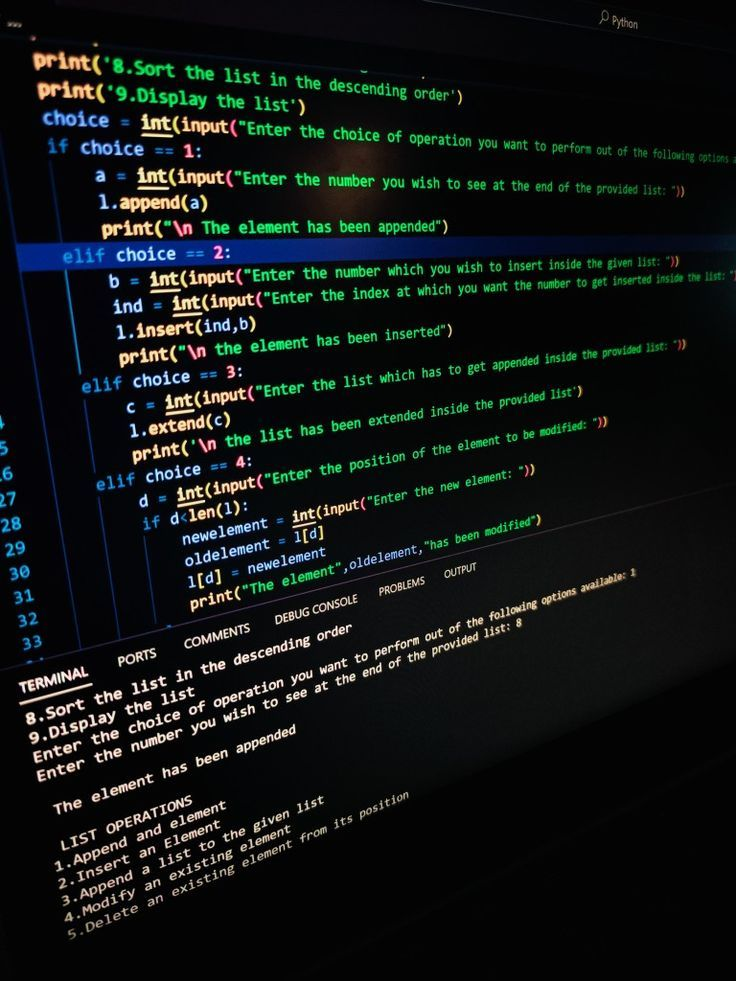 Python
print('8.Sort the list in the descending order')
print('9.Display the list')
choice = int(input("Enter the choice of operation you want to perform out of the following options
if choice == 1:
a = int(input("Enter the number you wish to see at the end of the provided list: "))
l.append(a)
print("\n The element has been appended")
elif choice == 2:
b = int(input("Enter the number which you wish to insert inside the given list: "))
ind = int(input("Enter the index at which you want the number to get inserted inside the list: ")
l.insert(ind,b)
print("\n the element has been inserted")
elif choice == 3:
c = int(input("Enter the list which has to get appended inside the provided list: "))
l.extend(c)
print('\n the list has been extended inside the provided list')
elif choice == 4:
d = int(input("Enter the position of the element to be modified: "))
27 if d<len(l):
28 newelement = int(input("Enter the new element: "))
29 oldelement = l[d]
30 l[d] = newelement
31 print("The element",oldelement,"has been modified")
32
33
TERMINAL PORTS COMMENTS DEBUG CONSOLE PROBLEMS OUTPUT
8.Sort the list in the descending order
9.Display the list
Enter the choice of operation you want to perform out of the following options available: 1
Enter the number you wish to see at the end of the provided list: 8
The element has been appended
LIST OPERATIONS
1.Append and element
2.Insert an Element
3.Append a list to the given list
4.Modify an existing element
5.Delete an existing element from its position